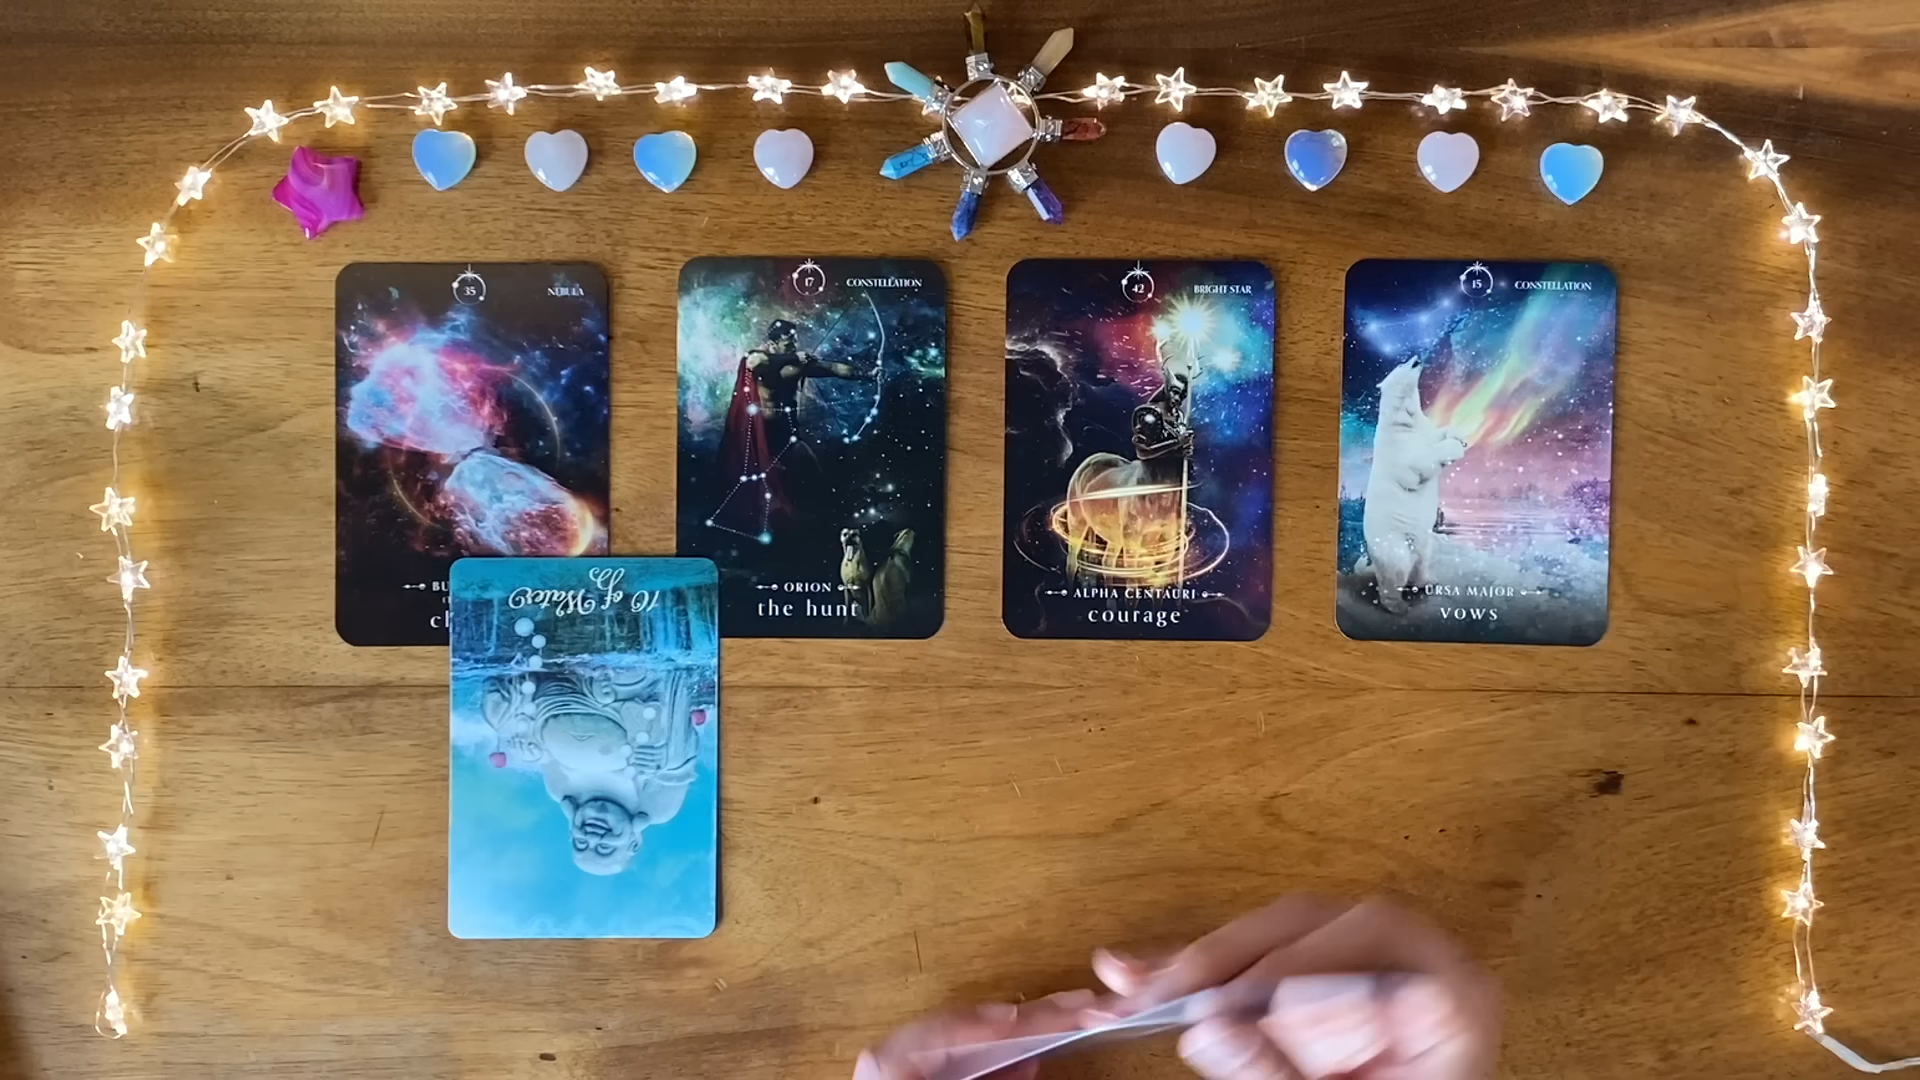 35
NEBULA
17
CONSTELLATION
ORION
the hunt
42
BRIGHT STAR
ALPHA CENTAURI
courage
15
CONSTELLATION
URSA MAJOR
VOWS
10 of Water